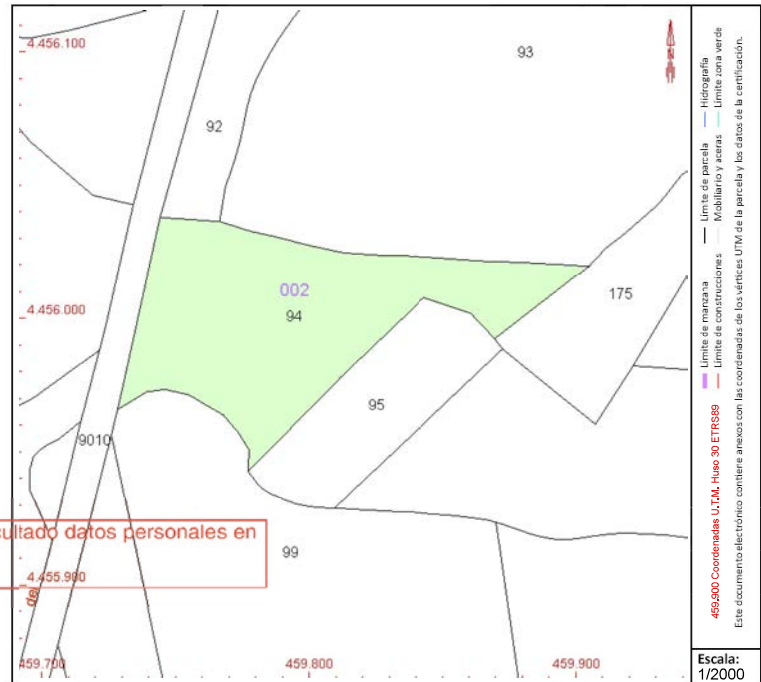 4.456.100
93
92
002
94
4.456.000
175
95
9010
cultado datos personales en
99
4.455.900
de
459.700
459.800
459.900
N
Límite de manzana
Límite de parcela
Hidrografía
Límite de construcciones
Mobiliario y aceras
Límite zona verde
459,900 Coordenadas U.T.M. Huso 30 ETRS89
Este documento electrónico contiene anexos con las coordenadas de los vértices UTM de la parcela y los datos de la certificación.
Escala:
1/2000